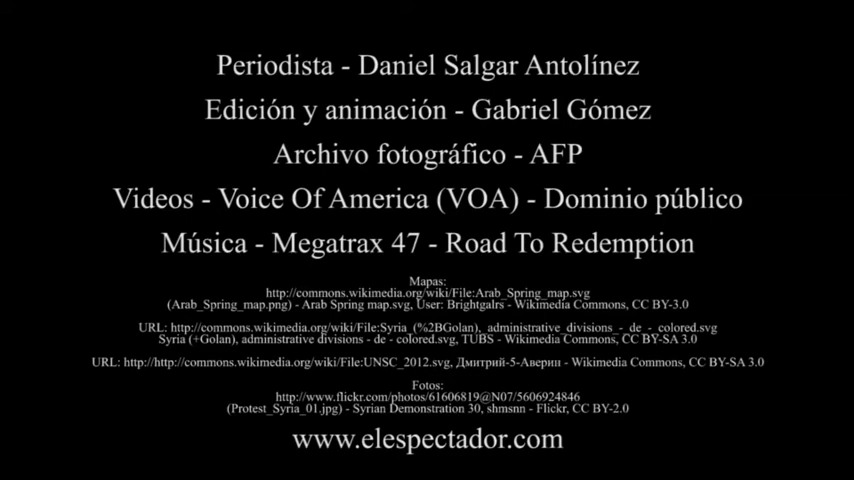 Periodista - Daniel Salgar Antolínez
Edición y animación - Gabriel Gómez
Archivo fotográfico - AFP
Videos - Voice Of America (VOA) - Dominio público
Música - Megatrax 47 - Road To Redemption
Mapas:
http://commons.wikimedia.org/wiki/File:Arab_Spring_map.svg
(Arab_Spring_map.png) - Arab Spring map.svg, User: Brightgalrs - Wikimedia Commons, CC BY-3.0
URL: http://commons.wikimedia.org/wiki/File:Syria_(%2BGolan),_administrative_divisions_-_de_-_colored.svg
Syria (+Golan), administrative divisions - de - colored.svg, TUBS - Wikimedia Commons, CC BY-SA 3.0
URL: http://http://commons.wikimedia.org/wiki/File:UNSC_2012.svg, Дмитрий-5-Аверин - Wikimedia Commons, CC BY-SA 3.0
Fotos:
http://www.flickr.com/photos/61606819@N07/5606924846
(Protest_Syria_01.jpg) - Syrian Demonstration 30, shmsnn - Flickr, CC BY-2.0
www.elespectador.com